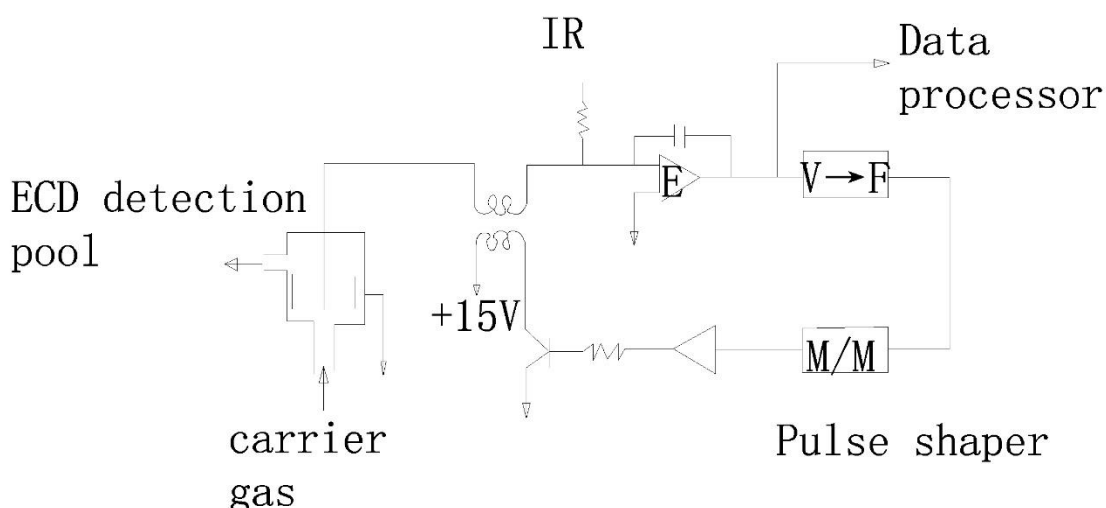 IR
Data
processor
ECD detection
pool
E
V→F
+15V
M/M
carrier
gas
Pulse shaper